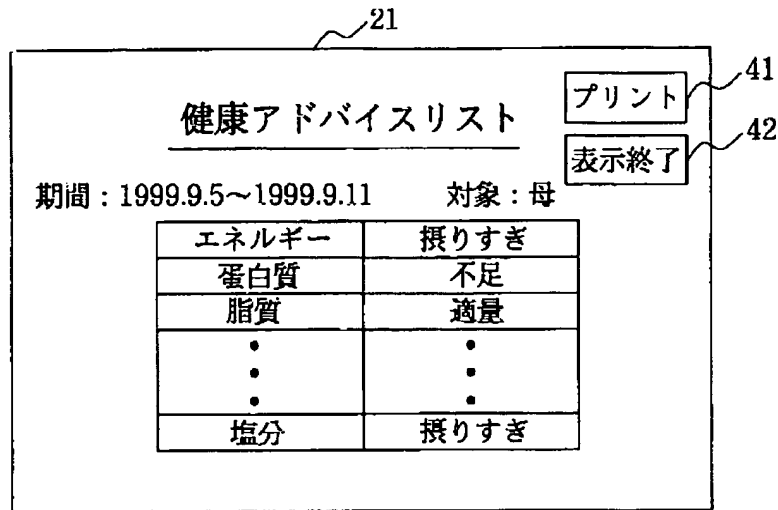 21
プリント
41
健康アドバイスリスト
表示終了
42
期間：1999.9.5～1999.9.11 対象：母
エネルギー 摂りすぎ
蛋白質 不足
脂質 適量
• •
• •
• •
塩分 摂りすぎ